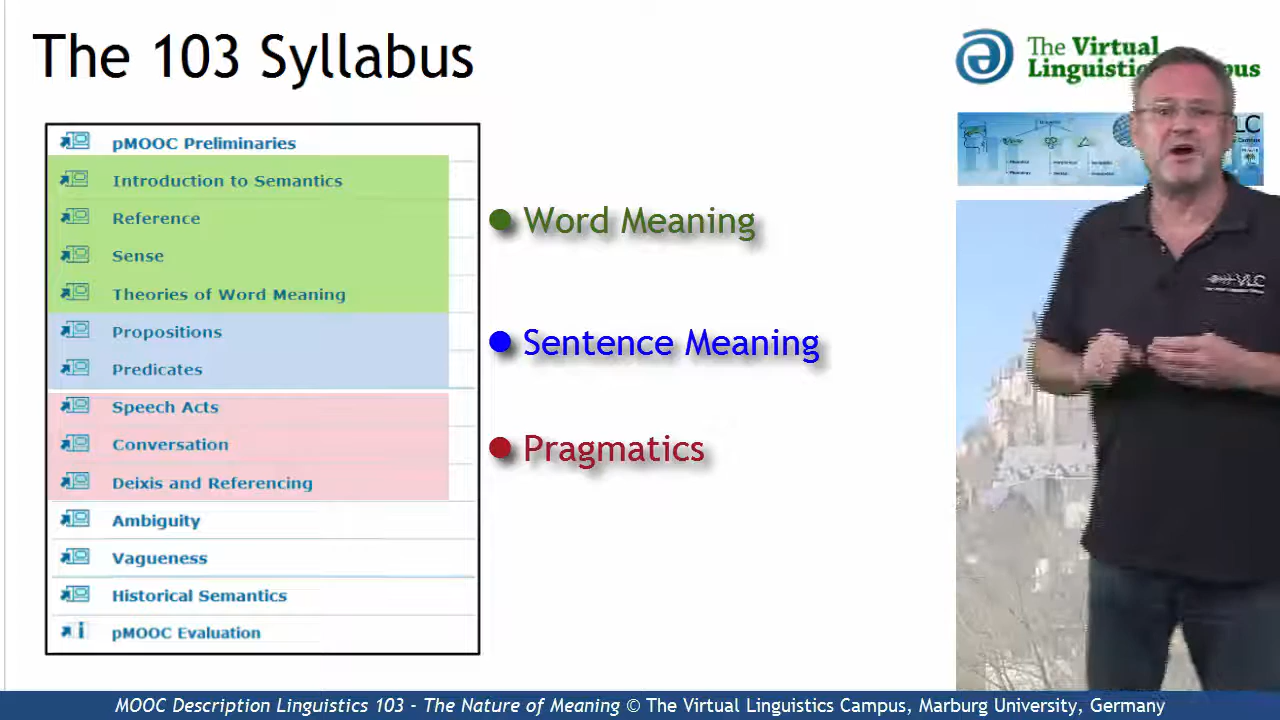 The 103 Syllabus
The Virtual
Linguistic pus
pMOOC Preliminaries
Introduction to Semantics
Reference
Sense
Theories of Word Meaning
Propositions
Predicates
Speech Acts
Conversation
Deixis and Referencing
Ambiguity
Vagueness
Historical Semantics
pMOOC Evaluation
Word Meaning
Sentence Meaning
Pragmatics
VLC
MOOC Description Linguistics 103 - The Nature of Meaning © The Virtual Linguistics Campus, Marburg University, Germany